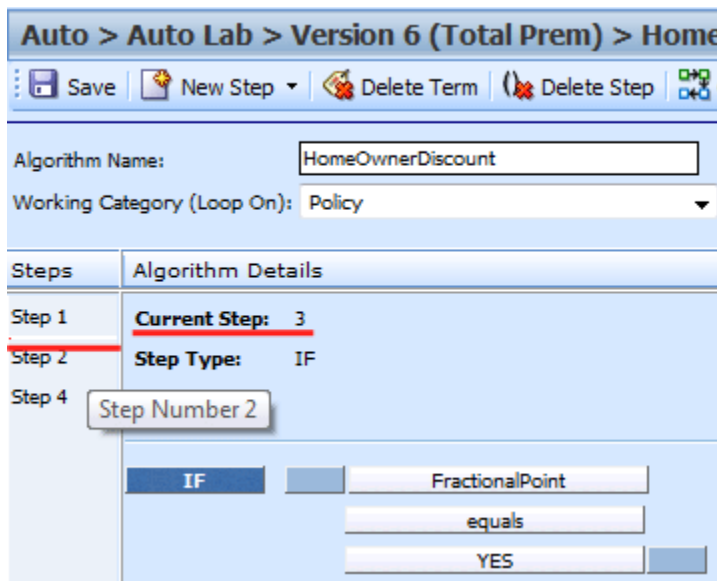 Auto > Auto Lab > Version 6 (Total Prem) > Home
Save New Step Delete Term Delete Step
Algorithm Name: HomeOwnerDiscount
Working Category (Loop On): Policy
Steps Algorithm Details
Step 1 Current Step: 3
Step 2 Step Type: IF
Step 4
Step Number 2
IF FractionalPoint
equals
YES